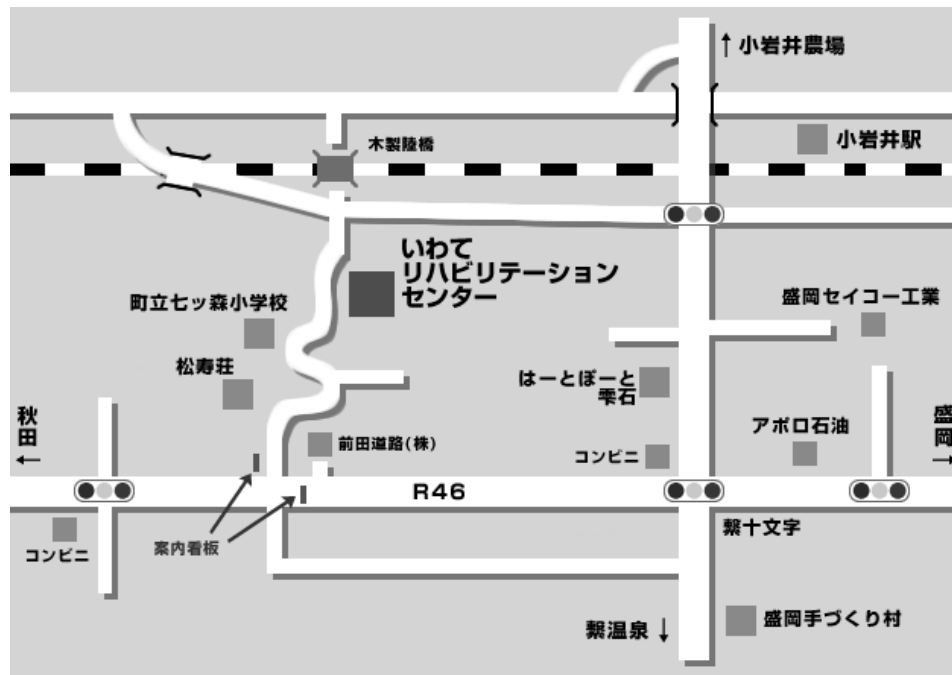 ↑ 小岩井農場
木製陸橋
小岩井駅
いわて
リハビリテーション
センター
町立七ッ森小学校
盛岡セイコー工業
松寿荘
はーとぽーと
雫石
秋田
←
盛岡
→
アポロ石油
前田道路(株)
コンビニ
R46
繋十文字
案内看板
コンビニ
繋温泉 ↓
盛岡手づくり村